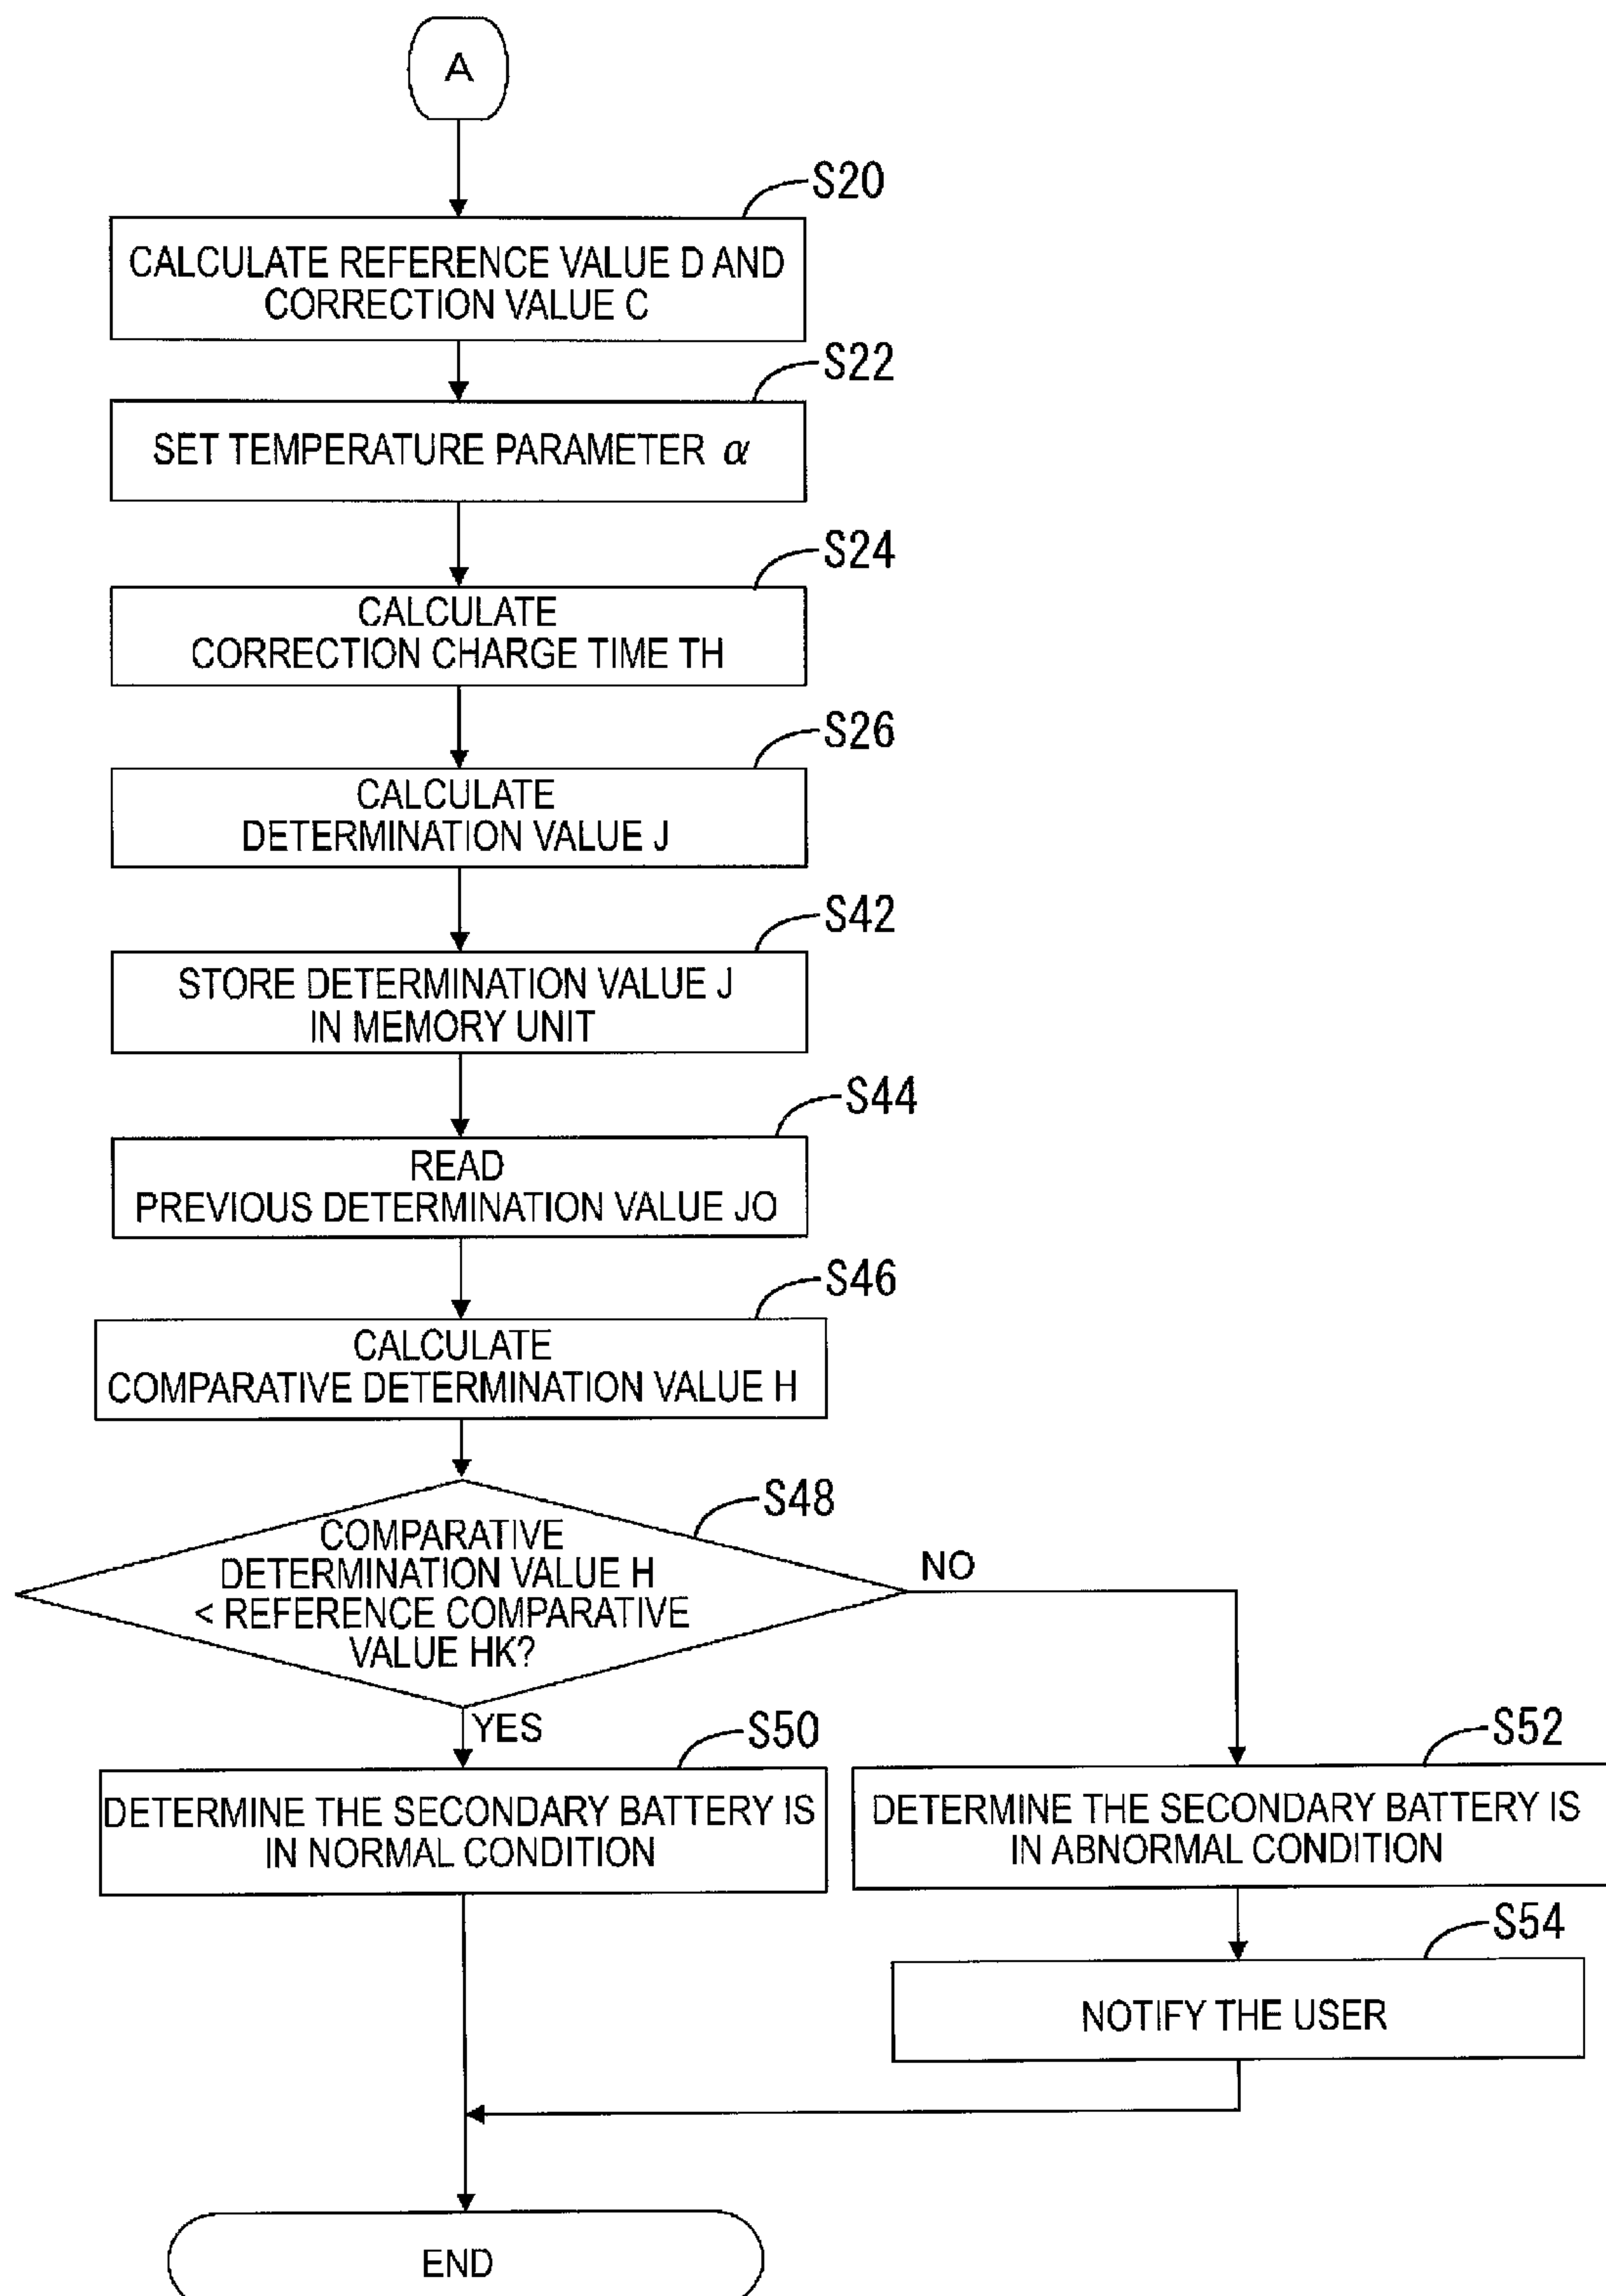 A
S20
CALCULATE REFERENCE VALUE D AND
CORRECTION VALUE C
S22
SET TEMPERATURE PARAMETER α
S24
CALCULATE
CORRECTION CHARGE TIME TH
S26
CALCULATE
DETERMINATION VALUE J
S42
STORE DETERMINATION VALUE J
IN MEMORY UNIT
S44
READ
PREVIOUS DETERMINATION VALUE JO
S46
CALCULATE
COMPARATIVE DETERMINATION VALUE H
S48
COMPARATIVE
DETERMINATION VALUE H
< REFERENCE COMPARATIVE
VALUE HK?
NO
YES
S50
DETERMINE THE SECONDARY BATTERY IS
IN NORMAL CONDITION
S52
DETERMINE THE SECONDARY BATTERY IS
IN ABNORMAL CONDITION
S54
NOTIFY THE USER
END